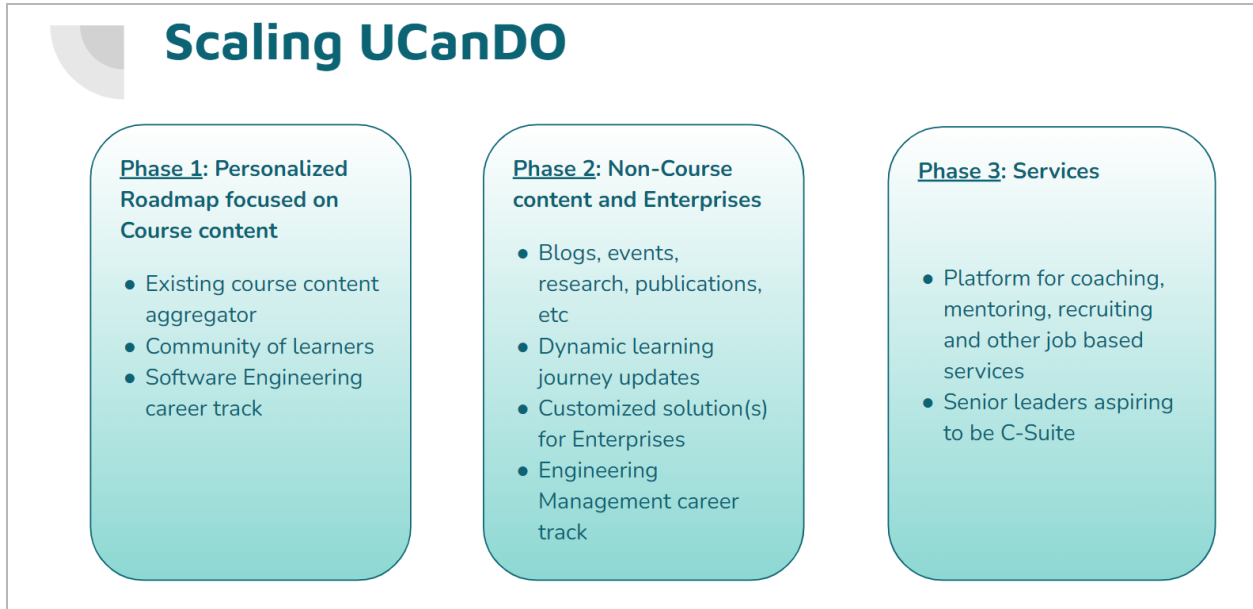 Scaling UCanDO
Phase 1: Personalized
Roadmap focused on
Course content
● Existing course content
aggregator
● Community of learners
● Software Engineering
career track
Phase 2: Non-Course
content and Enterprises
● Blogs, events,
research, publications,
etc
● Dynamic learning
journey updates
● Customized solution(s)
for Enterprises
● Engineering
Management career
track
Phase 3: Services
● Platform for coaching,
mentoring, recruiting
and other job based
services
● Senior leaders aspiring
to be C-Suite